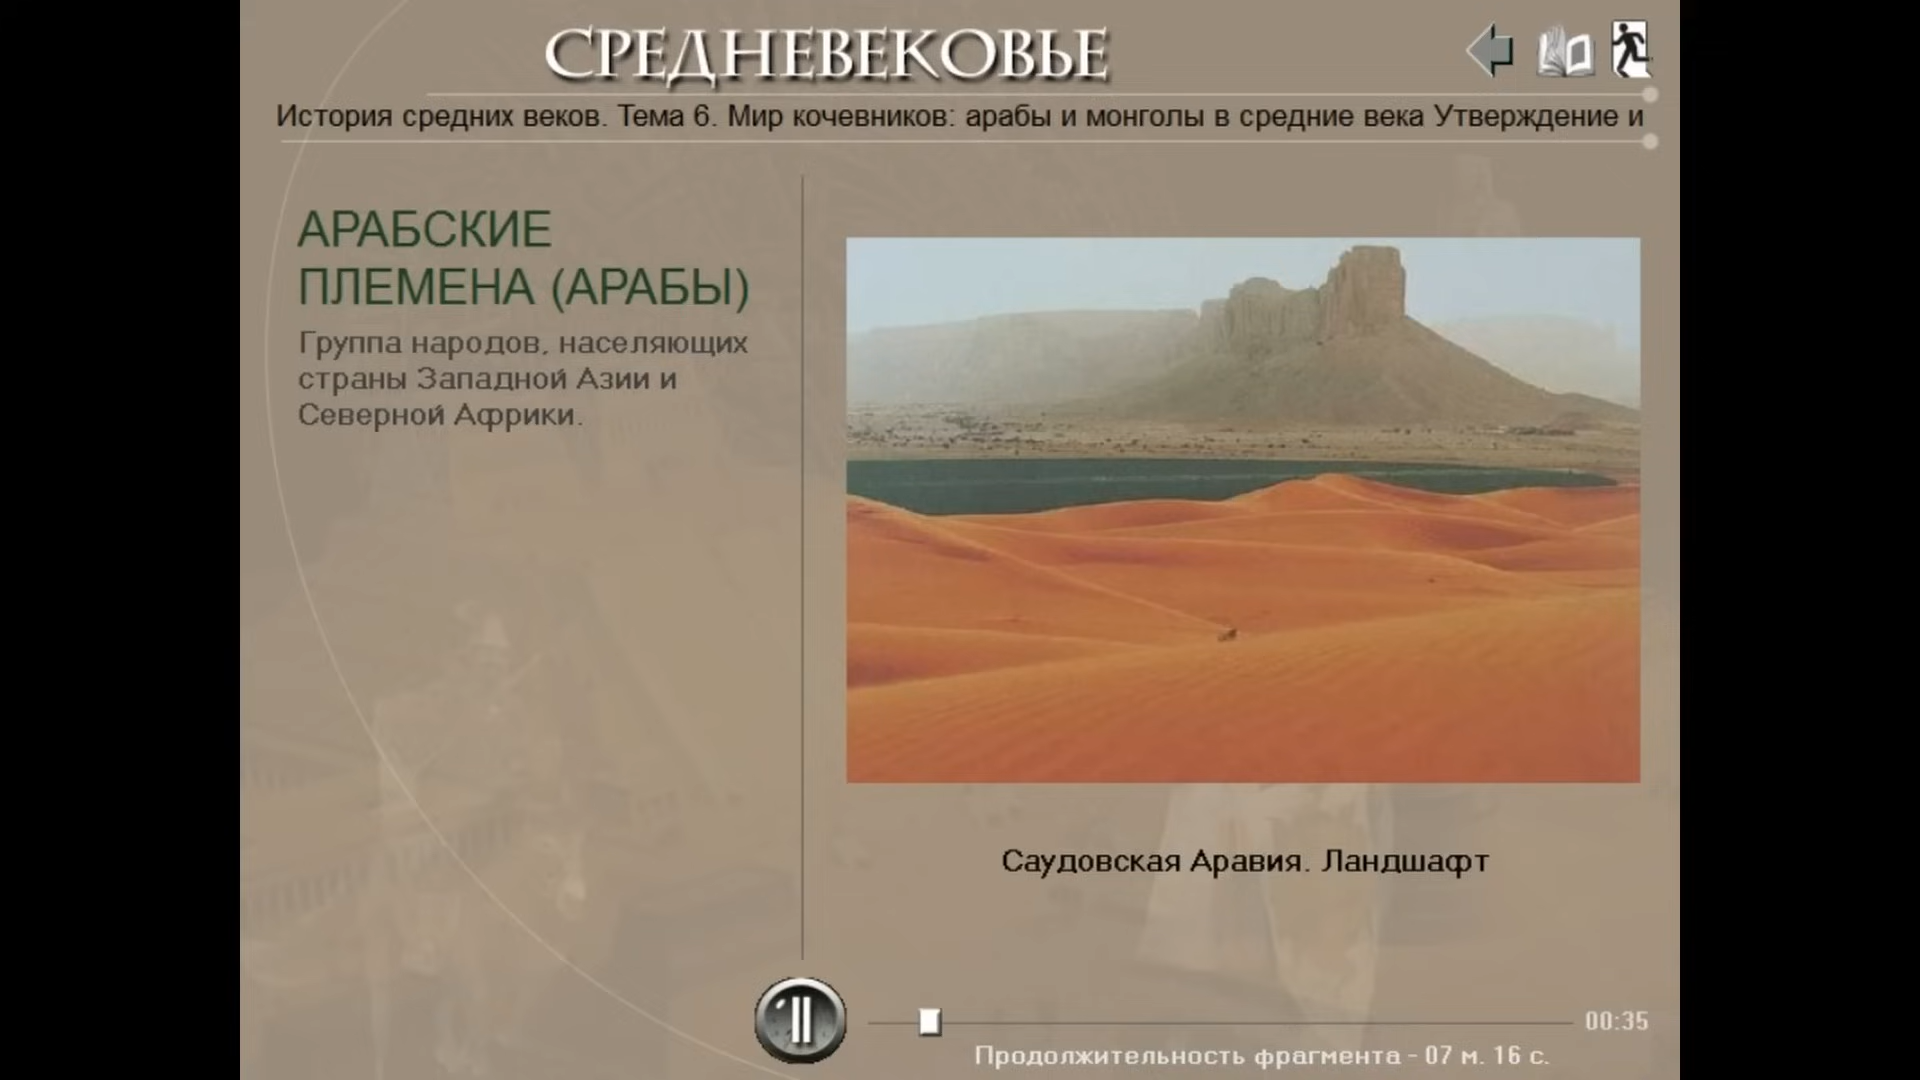 СРЕДНЕВЕКОВЬЕ
История средних веков. Тема 6. Мир кочевников: арабы и монголы в средние века Утверждение и
АРАБСКИЕ
ПЛЕМЕНА (АРАБЫ)
Группа народов, населяющих
страны Западной Азии и
Северной Африки.
Саудовская Аравия. Ландшафт
00:35
Продолжительность фрагмента - 07 м. 16 с.